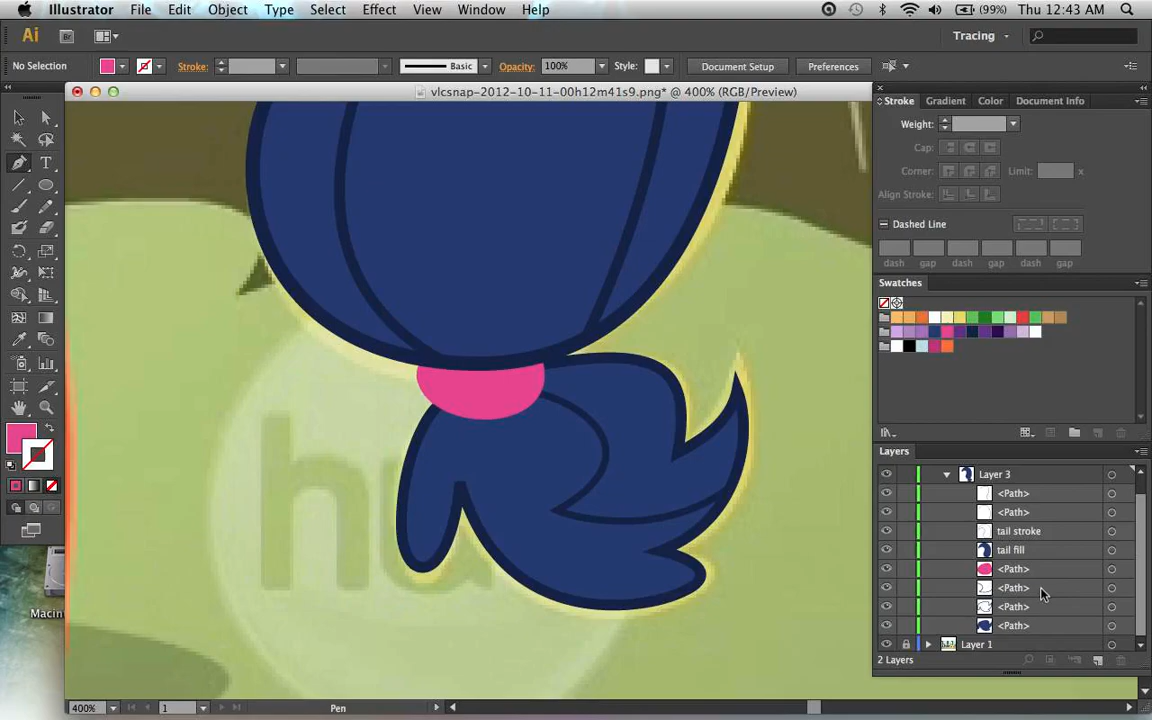 Illustrator File Edit Object Type Select Effect View Window Help (99%) Thu 12:43 AM
Ai Br Tracing
No Selection Stroke: Basic Opacity: 100% Style: Document Setup Preferences
vlcsnap-2012-10-11-00h12m41s9.png* @ 400% (RGB/Preview)
Stroke Gradient Color Document Info
Weight:
Cap:
Corner: Limit: x
Align Stroke:
Dashed Line
dash gap dash gap dash gap
Swatches
hu
Layers
Layer 3
<Path>
<Path>
tail stroke
tail fill
<Path>
<Path>
<Path>
<Path>
Layer 1
2 Layers
Macin
400% 1 Pen